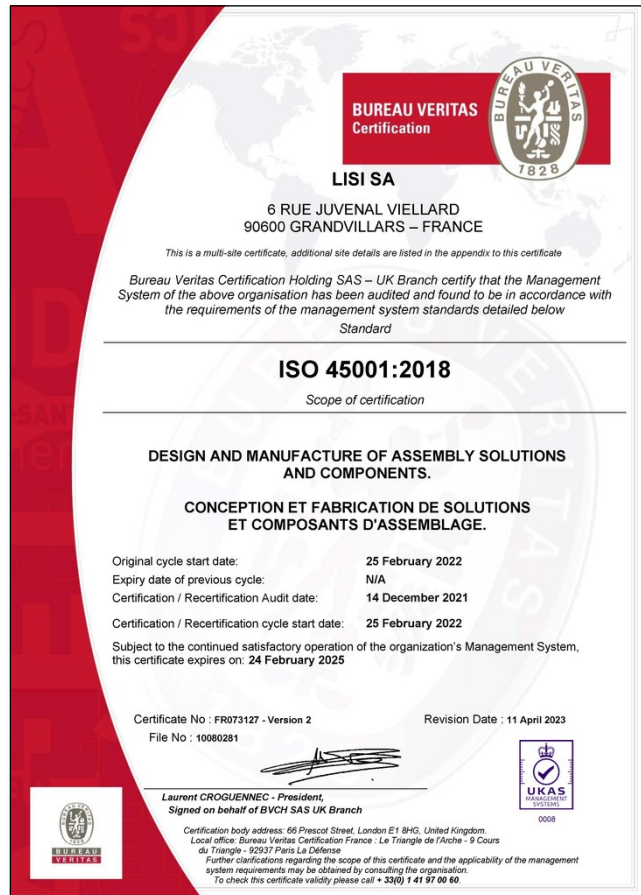 BUREAU VERITAS
Certification
BUREAU VERITAS
1828
LISI SA
6 RUE JUVENAL VIELLARD
90600 GRANDVILLARS – FRANCE
This is a multi-site certificate, additional site details are listed in the appendix to this certificate
Bureau Veritas Certification Holding SAS – UK Branch certify that the Management
System of the above organisation has been audited and found to be in accordance with
the requirements of the management system standards detailed below
Standard
ISO 45001:2018
Scope of certification
DESIGN AND MANUFACTURE OF ASSEMBLY SOLUTIONS
AND COMPONENTS.
CONCEPTION ET FABRICATION DE SOLUTIONS
ET COMPOSANTS D'ASSEMBLAGE.
Original cycle start date: 25 February 2022
Expiry date of previous cycle: N/A
Certification / Recertification Audit date: 14 December 2021
Certification / Recertification cycle start date: 25 February 2022
Subject to the continued satisfactory operation of the organization's Management System,
this certificate expires on: 24 February 2025
Certificate No : FR073127 - Version 2 Revision Date : 11 April 2023
File No : 10080281
Laurent CROGUENNEC - President,
Signed on behalf of BVCH SAS UK Branch
Certification body address: 66 Prescot Street, London E1 8HG, United Kingdom.
Local office: Bureau Veritas Certification France : Le Triangle de l'Arche - 9 Cours
du Triangle - 92937 Paris La Défense
Further clarifications regarding the scope of this certificate and the applicability of the management
system requirements may be obtained by consulting the organisation.
To check this certificate validity please call + 33(0) 1 41 97 00 60.
UKAS
MANAGEMENT
SYSTEMS
0008
BUREAU
VERITAS